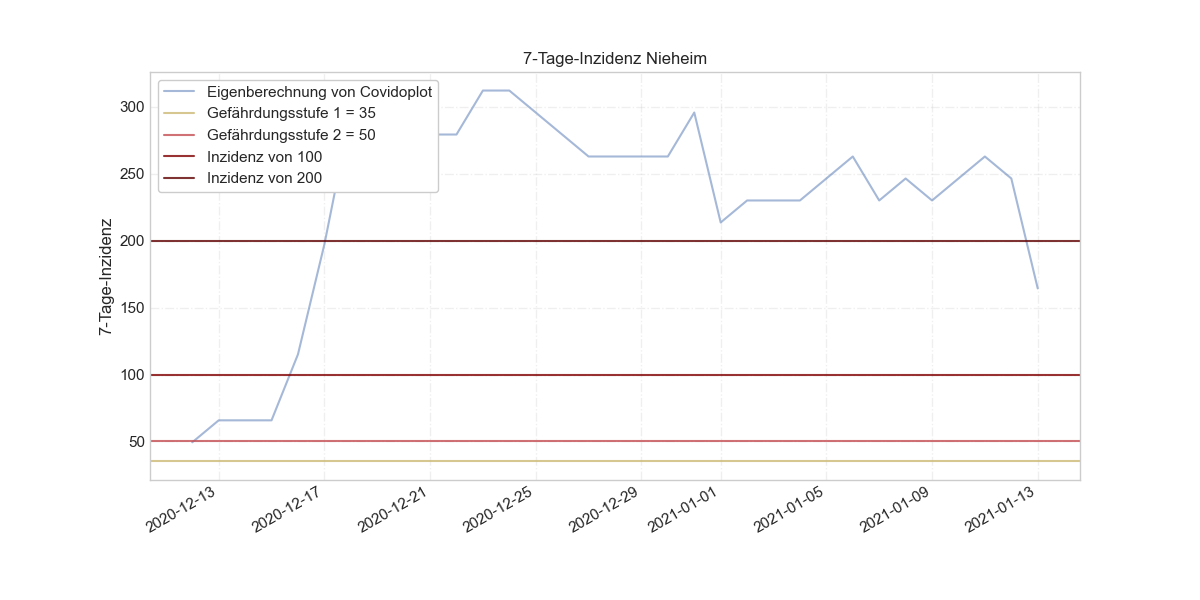 7-Tage-Inzidenz Nieheim
Eigenberechnung von Covidoplot
Gefährdungsstufe 1 = 35
Gefährdungsstufe 2 = 50
Inzidenz von 100
Inzidenz von 200
7-Tage-Inzidenz
300
250
200
150
100
50
2020-12-13
2020-12-17
2020-12-21
2020-12-25
2020-12-29
2021-01-01
2021-01-05
2021-01-09
2021-01-13